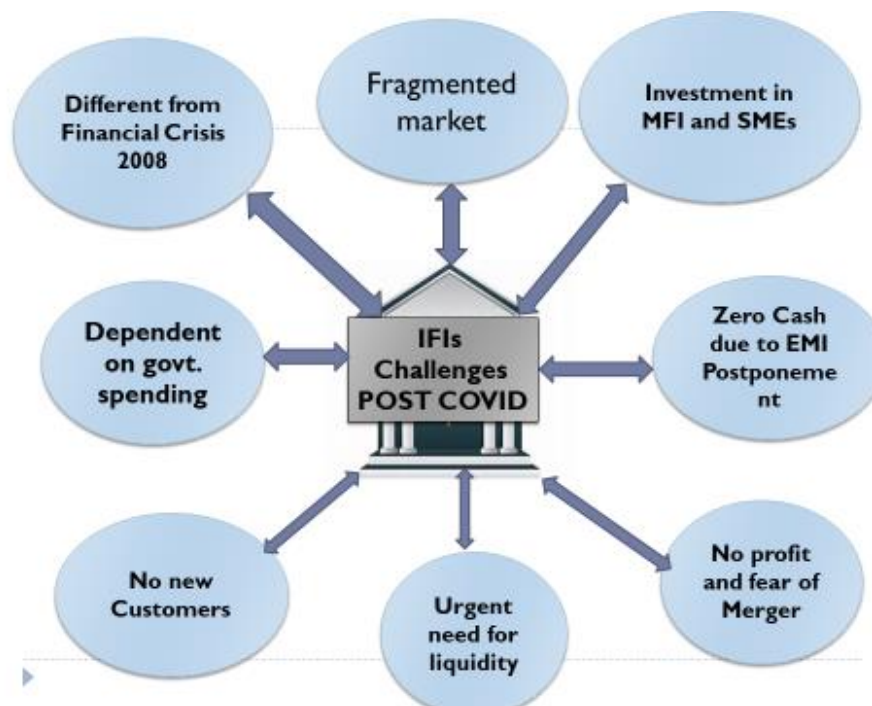 Different from
Financial Crisis
2008
Fragmented
market
Investment in
MFI and SMEs
Dependent
on govt.
spending
IFIs
Challenges
POST COVID
Zero Cash
due to EMI
Postponeme
nt
No new
Customers
Urgent
need for
liquidity
No profit
and fear of
Merger